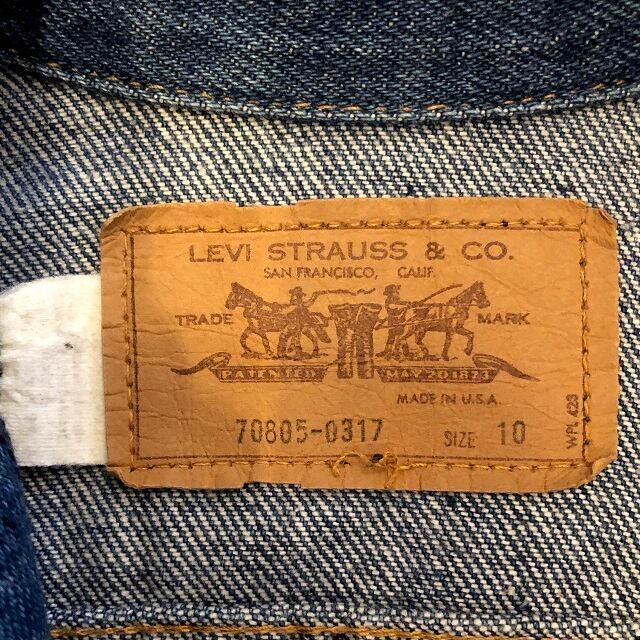 LEVI STRAUSS & CO.
SAN FRANCISCO, CALIF.
TRADE MARK
PATENTED MAY 20 1873
MADE IN U.S.A.
70805-0317 SIZE 10
WPL 423